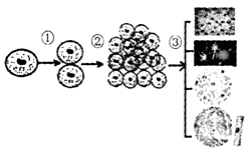 ① ② ③